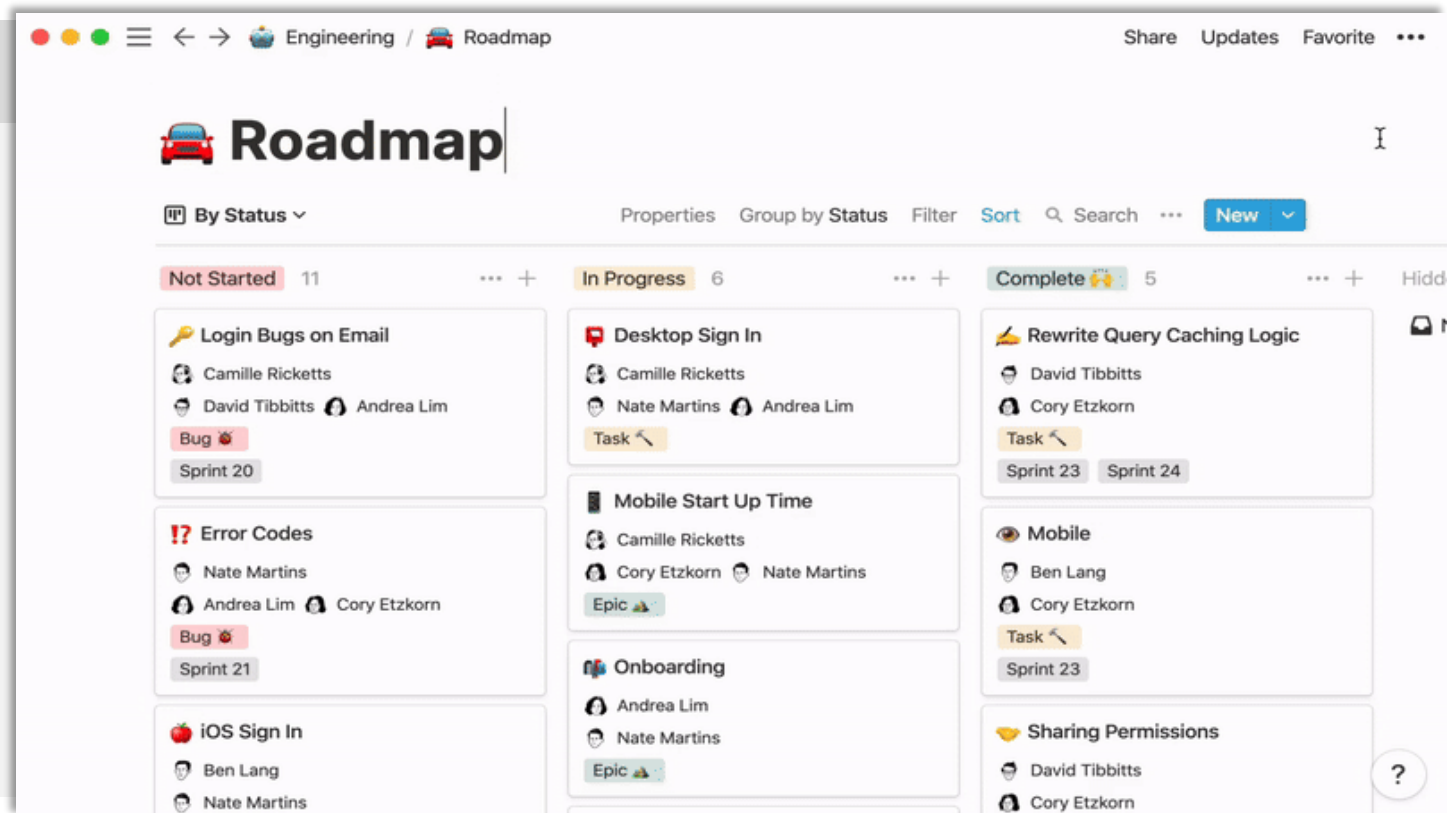 Engineering / Roadmap
Share Updates Favorite •••
Roadmap
By Status
Properties Group by Status Filter Sort Search ••• New
Not Started 11
Login Bugs on Email
Camille Ricketts
David Tibbitts Andrea Lim
Bug
Sprint 20
Error Codes
Nate Martins
Andrea Lim Cory Etzkorn
Bug
Sprint 21
iOS Sign In
Ben Lang
Nate Martins
In Progress 6
Desktop Sign In
Camille Ricketts
Nate Martins Andrea Lim
Task
Mobile Start Up Time
Camille Ricketts
Cory Etzkorn Nate Martins
Epic
Onboarding
Andrea Lim
Nate Martins
Epic
Complete 5
Rewrite Query Caching Logic
David Tibbitts
Cory Etzkorn
Task
Sprint 23 Sprint 24
Mobile
Ben Lang
Cory Etzkorn
Task
Sprint 23
Sharing Permissions
David Tibbitts
Cory Etzkorn
?